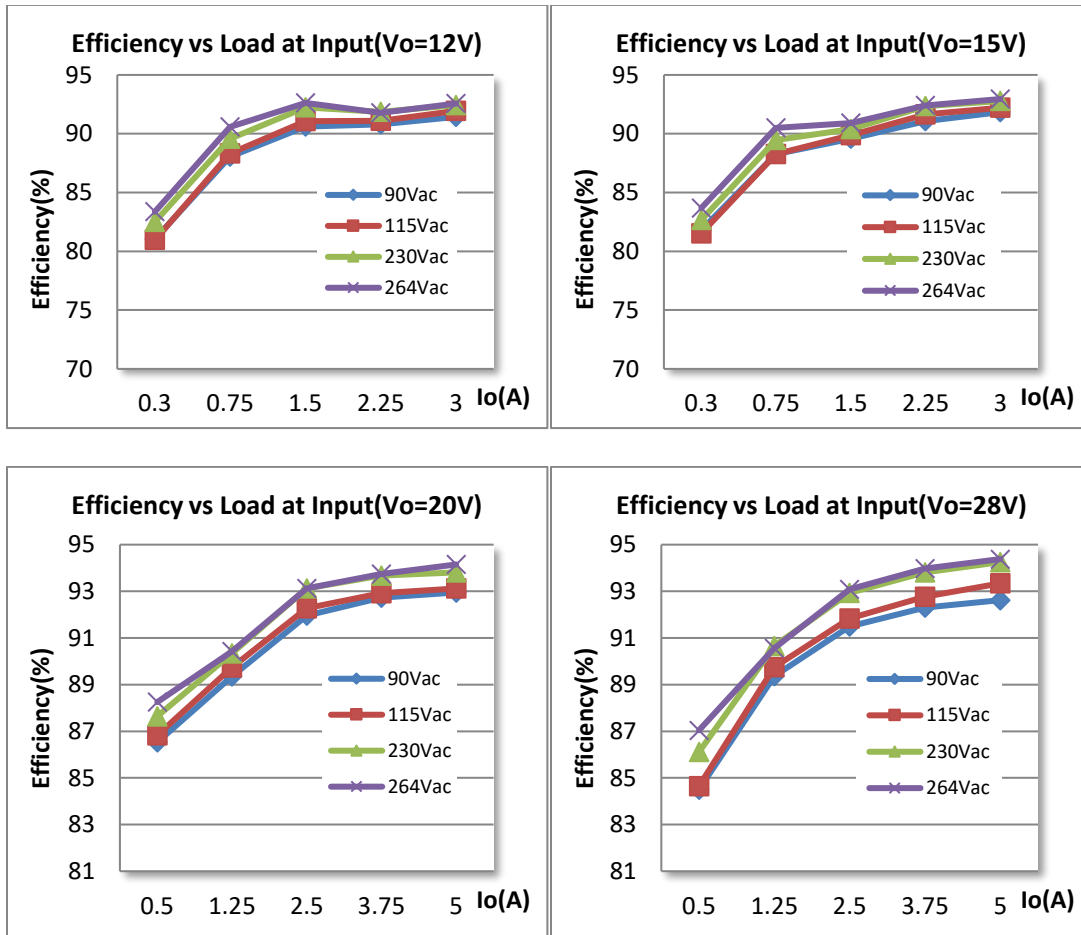 Efficiency vs Load at Input(Vo=12V)
95
90
85
80
75
70
Efficiency(%)
90Vac
115Vac
230Vac
264Vac
0.3 0.75 1.5 2.25 3 Io(A)
Efficiency vs Load at Input(Vo=15V)
95
90
85
80
75
70
Efficiency(%)
90Vac
115Vac
230Vac
264Vac
0.3 0.75 1.5 2.25 3 Io(A)
Efficiency vs Load at Input(Vo=20V)
95
93
91
89
87
85
83
81
Efficiency(%)
90Vac
115Vac
230Vac
264Vac
0.5 1.25 2.5 3.75 5 Io(A)
Efficiency vs Load at Input(Vo=28V)
95
93
91
89
87
85
83
81
Efficiency(%)
90Vac
115Vac
230Vac
264Vac
0.5 1.25 2.5 3.75 5 Io(A)